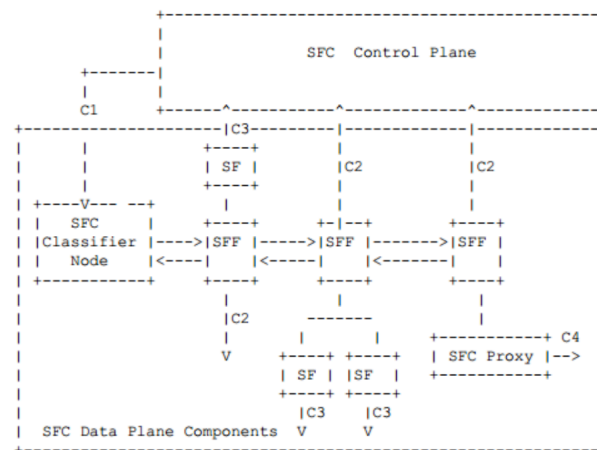 SFC Control Plane
C1
C3
SF C2 C2
SFC
Classifier SFF SFF SFF
Node
C2
C4
SFC Proxy
V SF SF
C3 C3
SFC Data Plane Components V V